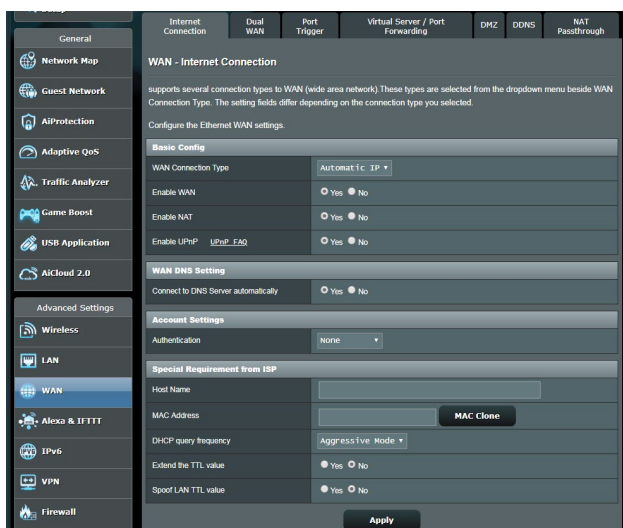 General
Network Map
Guest Network
AiProtection
Adaptive QoS
Traffic Analyzer
Game Boost
USB Application
AiCloud 2.0
Advanced Settings
Wireless
LAN
WAN
Alexa & IFTTT
IPv6
VPN
Firewall
Internet Connection
Dual WAN
Port Trigger
Virtual Server / Port Forwarding
DMZ
DDNS
NAT Passthrough
WAN - Internet Connection
supports several connection types to WAN (wide area network).These types are selected from the dropdown menu beside WAN
Connection Type. The setting fields differ depending on the connection type you selected.
Configure the Ethernet WAN settings.
Basic Config
WAN Connection Type Automatic IP
Enable WAN Yes No
Enable NAT Yes No
Enable UPnP UPnP FAQ Yes No
WAN DNS Setting
Connect to DNS Server automatically Yes No
Account Settings
Authentication None
Special Requirement from ISP
Host Name
MAC Address MAC Clone
DHCP query frequency Aggressive Mode
Extend the TTL value Yes No
Spoof LAN TTL value Yes No
Apply